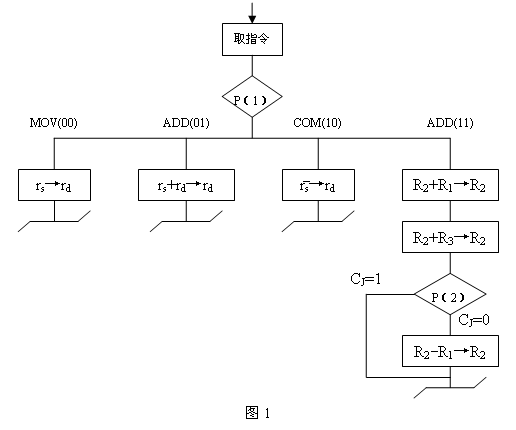 取指令
P（1）
MOV(00) ADD(01) COM(10) ADD(11)
rs→rd rs+rd→rd r̅s→rd R2+R1→R2
R2+R3→R2
CJ=1
P（2）
CJ=0
R2−R1→R2
图 1